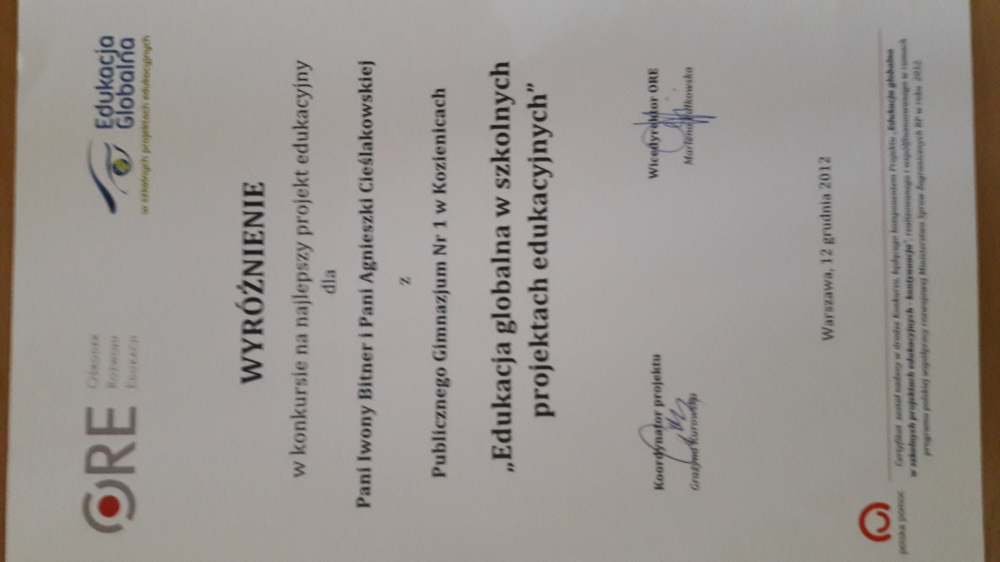 ORE
OŚRODEK
ROZWOJU
EDUKACJI
Edukacja
Globalna
w szkolnych projektach edukacyjnych
WYRÓŻNIENIE
w konkursie na najlepszy projekt edukacyjny
dla
Pani Iwony Bitner i Pani Agnieszki Cieślakowskiej
z
Publicznego Gimnazjum Nr 1 w Kozienicach
„Edukacja globalna w szkolnych
projektach edukacyjnych”
Koordynator projektu
Grażyna Kurowska
Wicedyrektor ORE
Marlena
Warszawa, 12 grudnia 2012
polska pomoc
Certyfikat został nadany w drodze Konkursu, będącego komponentem Projektu „Edukacja globalna
w szkolnych projektach edukacyjnych - kontynuacja”, realizowanego i współfinansowanego w ramach
programu polskiej współpracy rozwojowej Ministerstwa Spraw Zagranicznych RP w roku 2012.